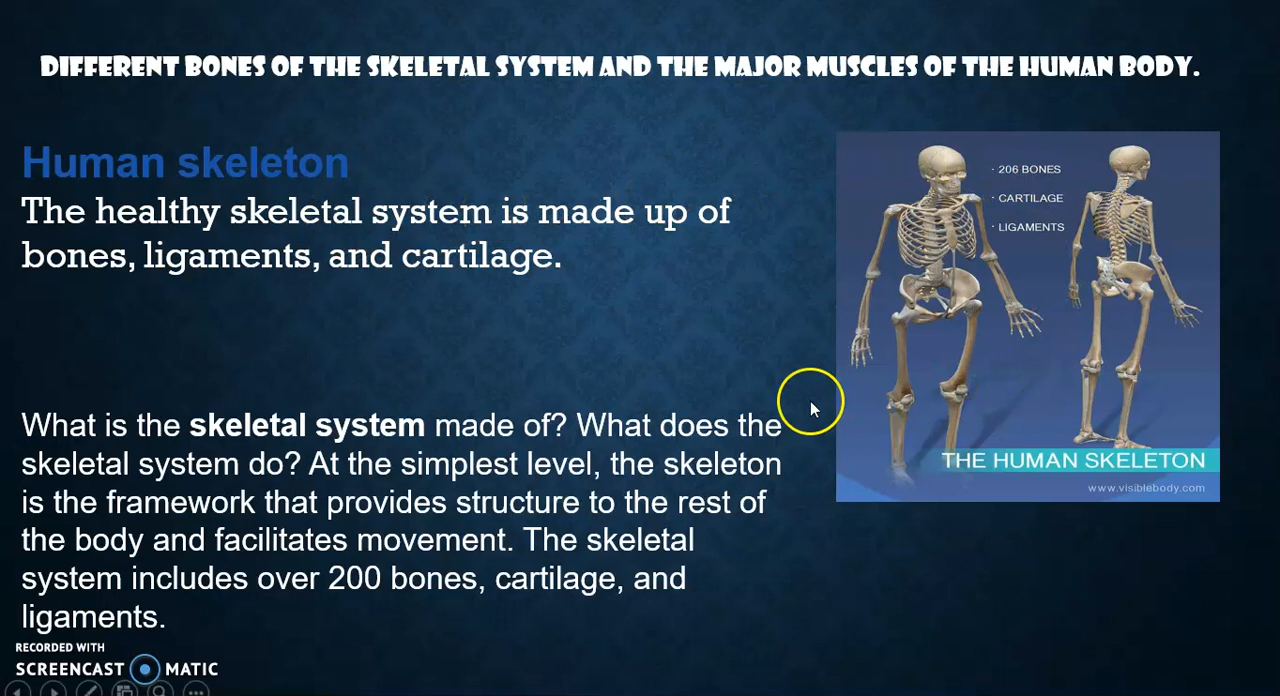 DIFFERENT BONES OF THE SKELETAL SYSTEM AND THE MAJOR MUSCLES OF THE HUMAN BODY.
Human skeleton
The healthy skeletal system is made up of
bones, ligaments, and cartilage.
· 206 BONES
· CARTILAGE
· LIGAMENTS
THE HUMAN SKELETON
www.visiblebody.com
What is the skeletal system made of? What does the
skeletal system do? At the simplest level, the skeleton
is the framework that provides structure to the rest of
the body and facilitates movement. The skeletal
system includes over 200 bones, cartilage, and
ligaments.
RECORDED WITH
SCREENCAST MATIC